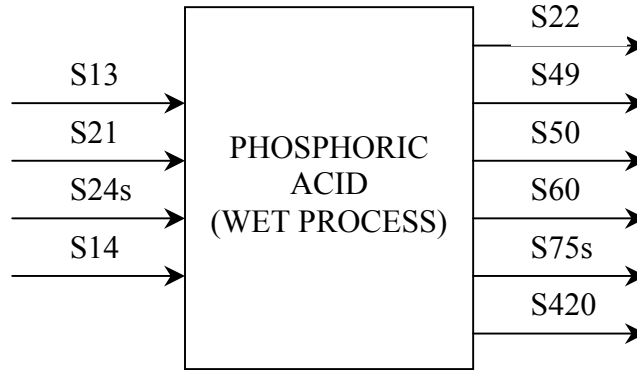 S13
S21
S24s
S14
PHOSPHORIC
ACID
(WET PROCESS)
S22
S49
S50
S60
S75s
S420